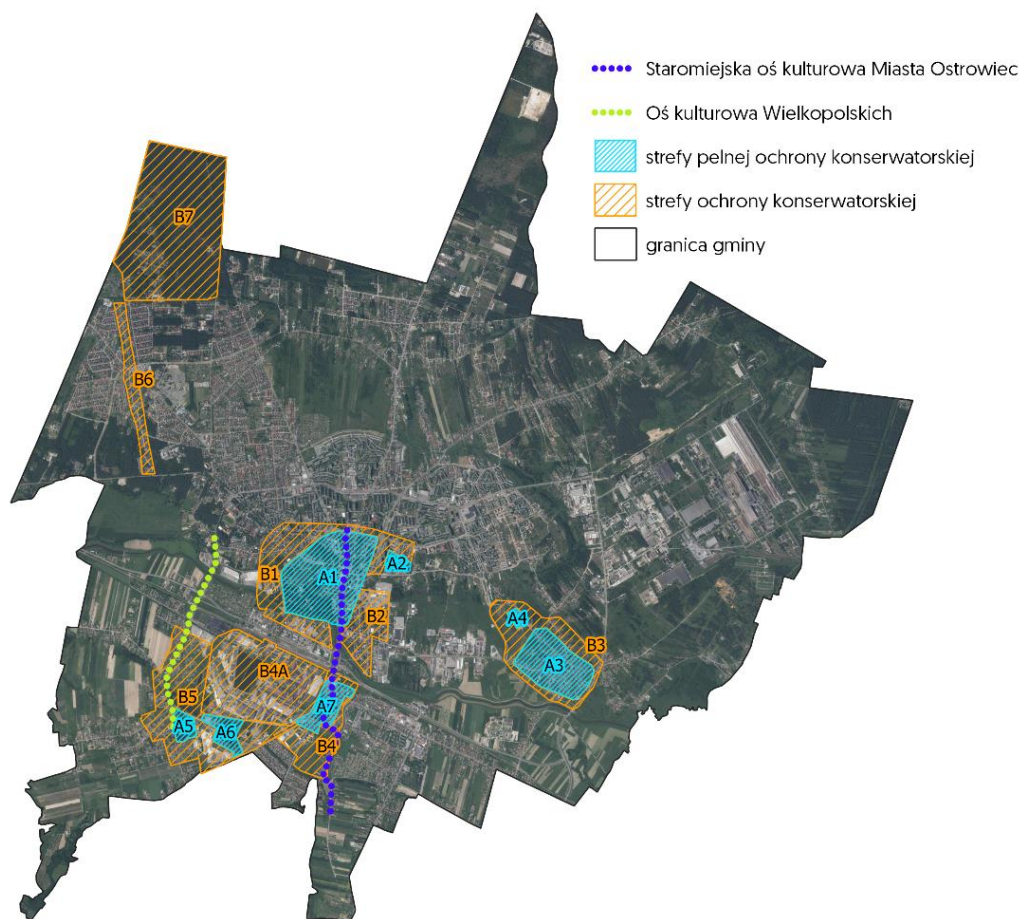 Staromiejska oś kulturowa Miasta Ostrowiec
Oś kulturowa Wielkopolskich
strefy pełnej ochrony konserwatorskiej
strefy ochrony konserwatorskiej
granica gminy
B7
B6
B1
A1
A2
B2
A4
B3
A3
B4A
B5
A7
A5
A6
B4